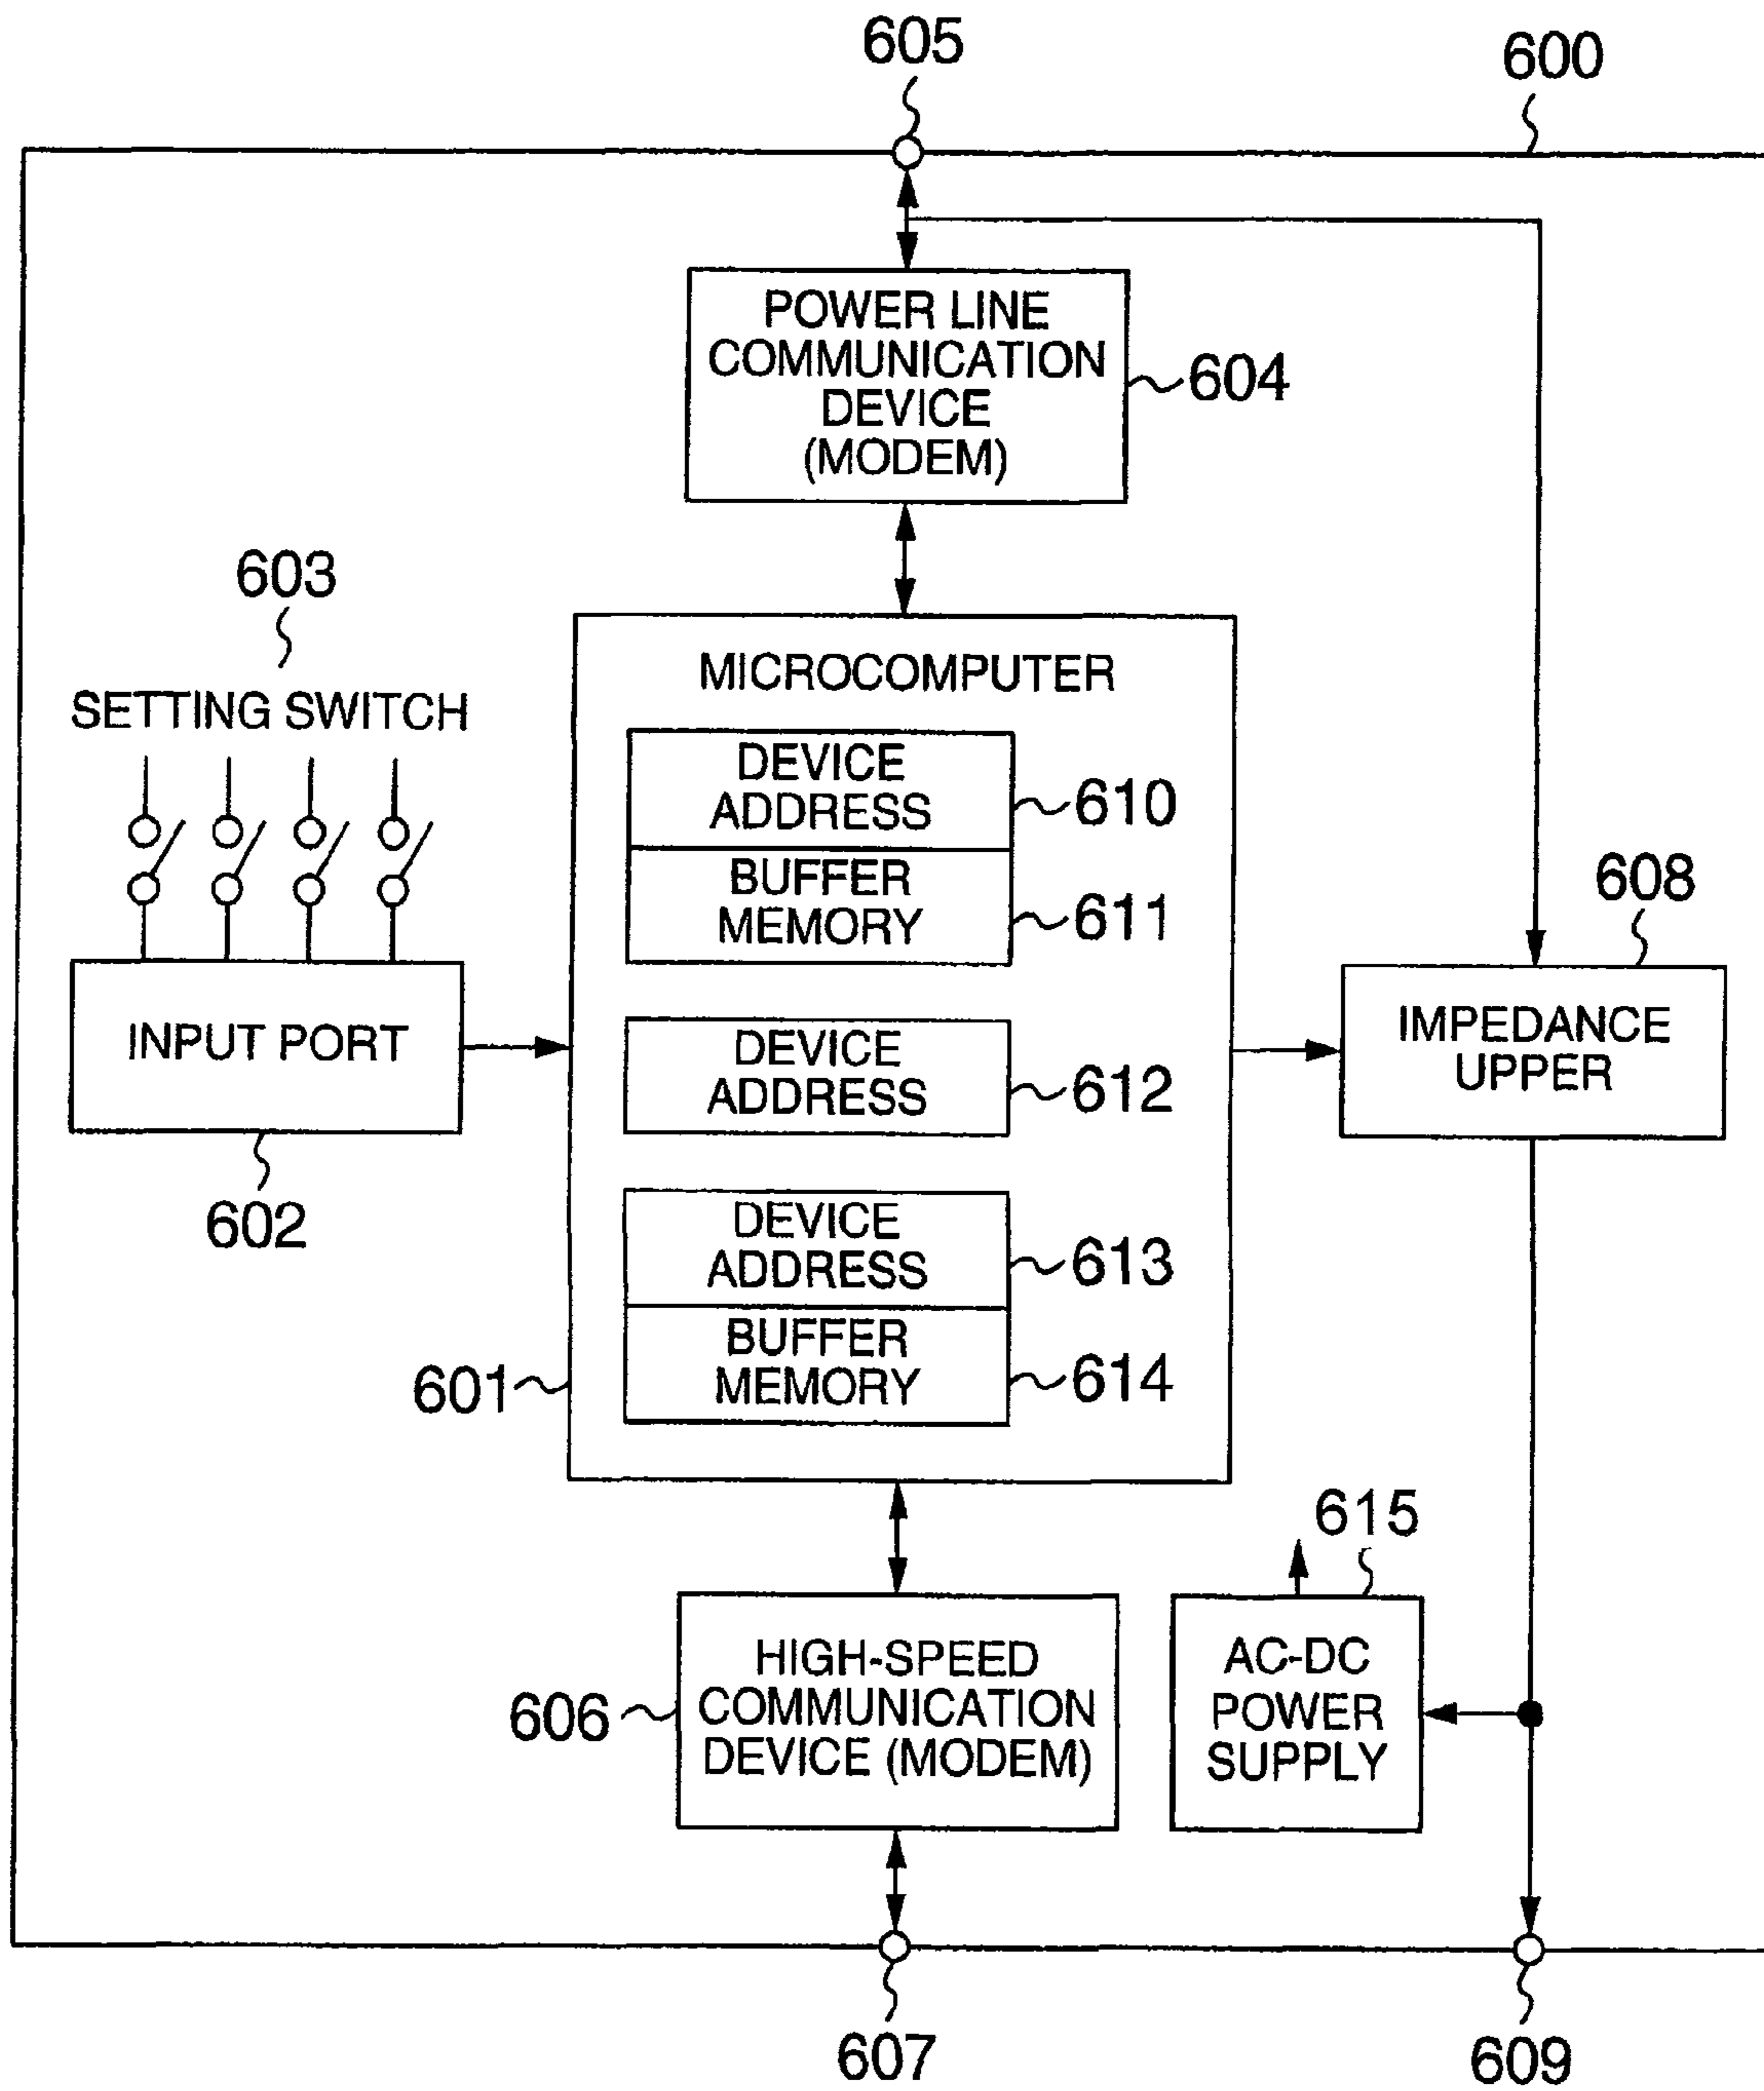 605
600
POWER LINE
COMMUNICATION
DEVICE
(MODEM)
604
603
SETTING SWITCH
INPUT PORT
602
MICROCOMPUTER
DEVICE
ADDRESS
610
BUFFER
MEMORY
611
DEVICE
ADDRESS
612
DEVICE
ADDRESS
613
BUFFER
MEMORY
614
601
608
IMPEDANCE
UPPER
615
AC-DC
POWER
SUPPLY
HIGH-SPEED
COMMUNICATION
DEVICE (MODEM)
606
607
609